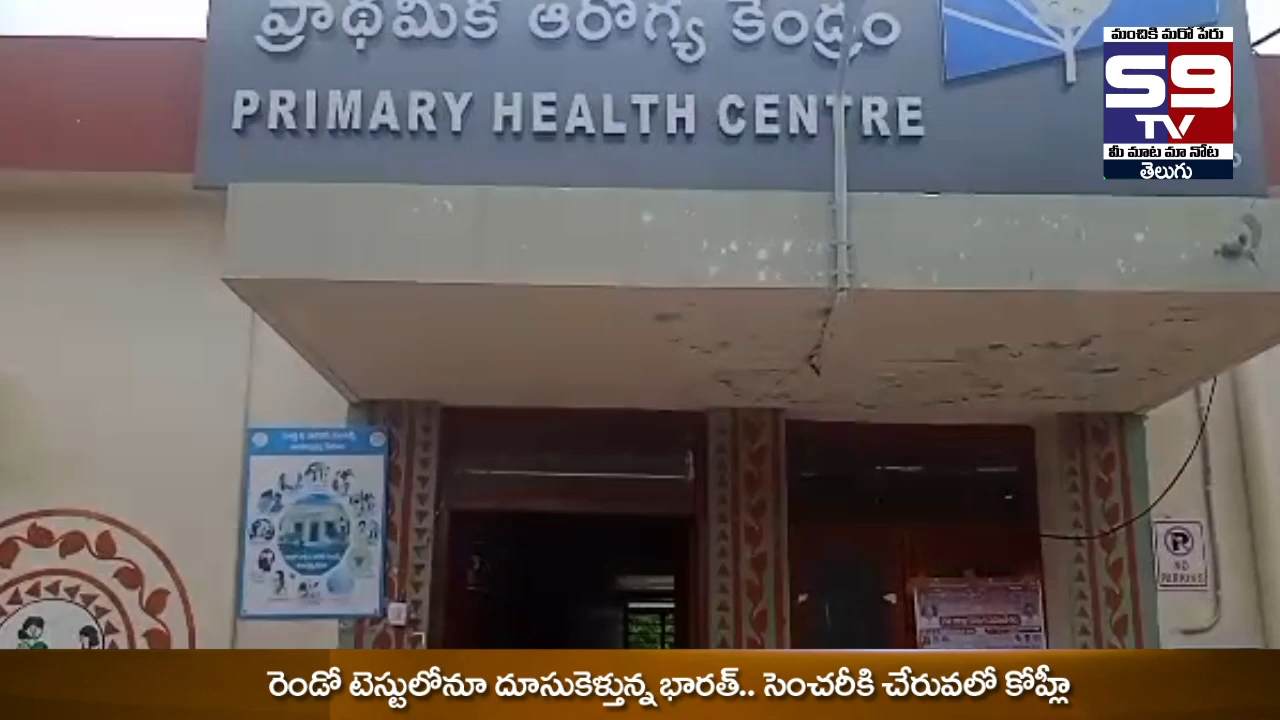 ప్రాథమిక ఆరోగ్య కేంద్రం
PRIMARY HEALTH CENTRE
మంచికి మరో పేరు
S9
TV
మీ మాట మా నోట
తెలుగు
P
NO
PARKING
రెండో టెస్టులోనూ దూసుకెళ్తున్న భారత్.. సెంచరీకి చేరువలో కోహ్లీ